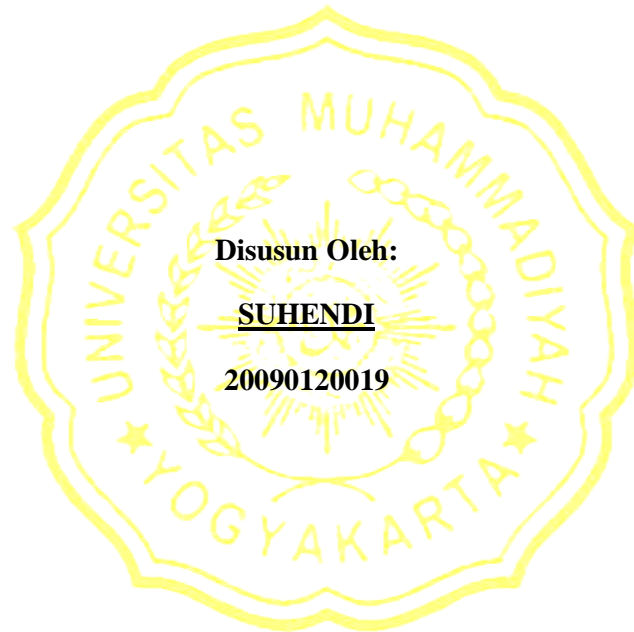 UNIVERSITAS MUHAMMADIYAH
Disusun Oleh:
SUHENDI
20090120019
★ YOGYAKARTA ★